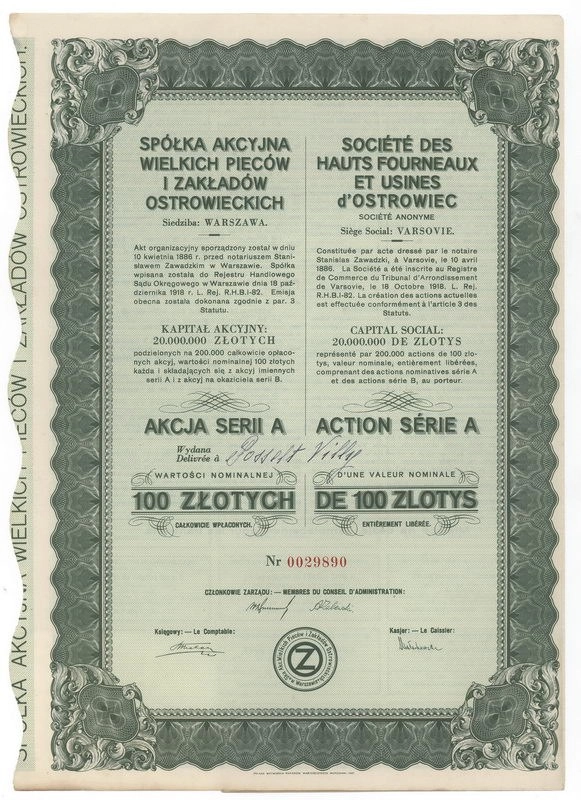 SPÓŁKA AKCYJNA WIELKICH PIECÓW I ZAKŁADÓW OSTROWIECKICH.
SPÓŁKA AKCYJNA
WIELKICH PIECÓW
I ZAKŁADÓW
OSTROWIECKICH
Siedziba: WARSZAWA.
Akt organizacyjny sporządzony został w dniu
10 kwietnia 1886 r. przed notariuszem Stani-
sławem Zawadzkim w Warszawie. Spółka
wpisana została do Rejestru Handlowego
Sądu Okręgowego w Warszawie dnia 18 paź-
dziernika 1918 r. L. Rej. R.H.B.I-82. Emisja
obecna została dokonana zgodnie z par. 3
Statutu.
KAPITAŁ AKCYJNY:
20.000.000 ZŁOTYCH
podzielonych na 200.000 całkowicie opłaco-
nych akcyj, wartości nominalnej 100 złotych
każda i składających się z akcyj imiennych
serii A i z akcyj na okaziciela serii B.
AKCJA SERII A
SOCIÉTÉ DES
HAUTS FOURNEAUX
ET USINES
d'OSTROWIEC
SOCIÉTÉ ANONYME
Siège Social: VARSOVIE.
Constituée par acte dressé par le notaire
Stanislas Zawadzki, à Varsovie, le 10 avril
1886. La Société a été inscrite au Registre
de Commerce du Tribunal d'Arrondissement
de Varsovie, le 18 Octobre 1918. L. Rej.
R.H.B.I-82. La création des actions actuelles
est effectuée conformément à l'article 3 des
Statuts.
CAPITAL SOCIAL:
20.000.000 DE ZLOTYS
représenté par 200.000 actions de 100 zlo-
tys, valeur nominale, entièrement libérées,
comprenant des actions nominatives série A
et des actions série B, au porteur.
ACTION SÉRIE A
Wydana
Delivrée à Posselt Villy
WARTOŚCI NOMINALNEJ
100 ZŁOTYCH
CAŁKOWICIE WPŁACONYCH.
D'UNE VALEUR NOMINALE
DE 100 ZLOTYS
ENTIÈREMENT LIBÉRÉE.
Nr 0029890
CZŁONKOWIE ZARZĄDU: — MEMBRES DU CONSEIL D'ADMINISTRATION:
Księgowy: — Le Comptable:
Kasjer: — Le Caissier:
Z